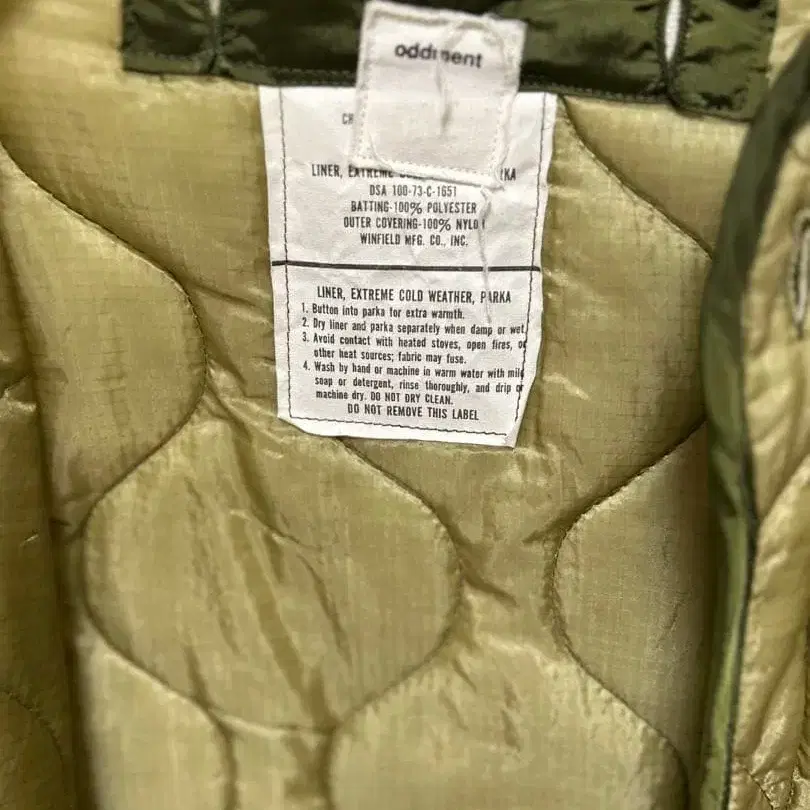 oddment
LINER, EXTREME
DSA 100-73-C-1651
BATTING-100% POLYESTER
OUTER COVERING-100% NYLO
WINFIELD MFG. CO., INC.
LINER, EXTREME COLD WEATHER, PARKA
1. Button into parka for extra warmth.
2. Dry liner and parka separately when damp or wet
3. Avoid contact with heated stoves, open fires, or
other heat sources; fabric may fuse.
4. Wash by hand or machine in warm water with mild
soap or detergent, rinse thoroughly, and drip or
machine dry. DO NOT DRY CLEAN.
DO NOT REMOVE THIS LABEL